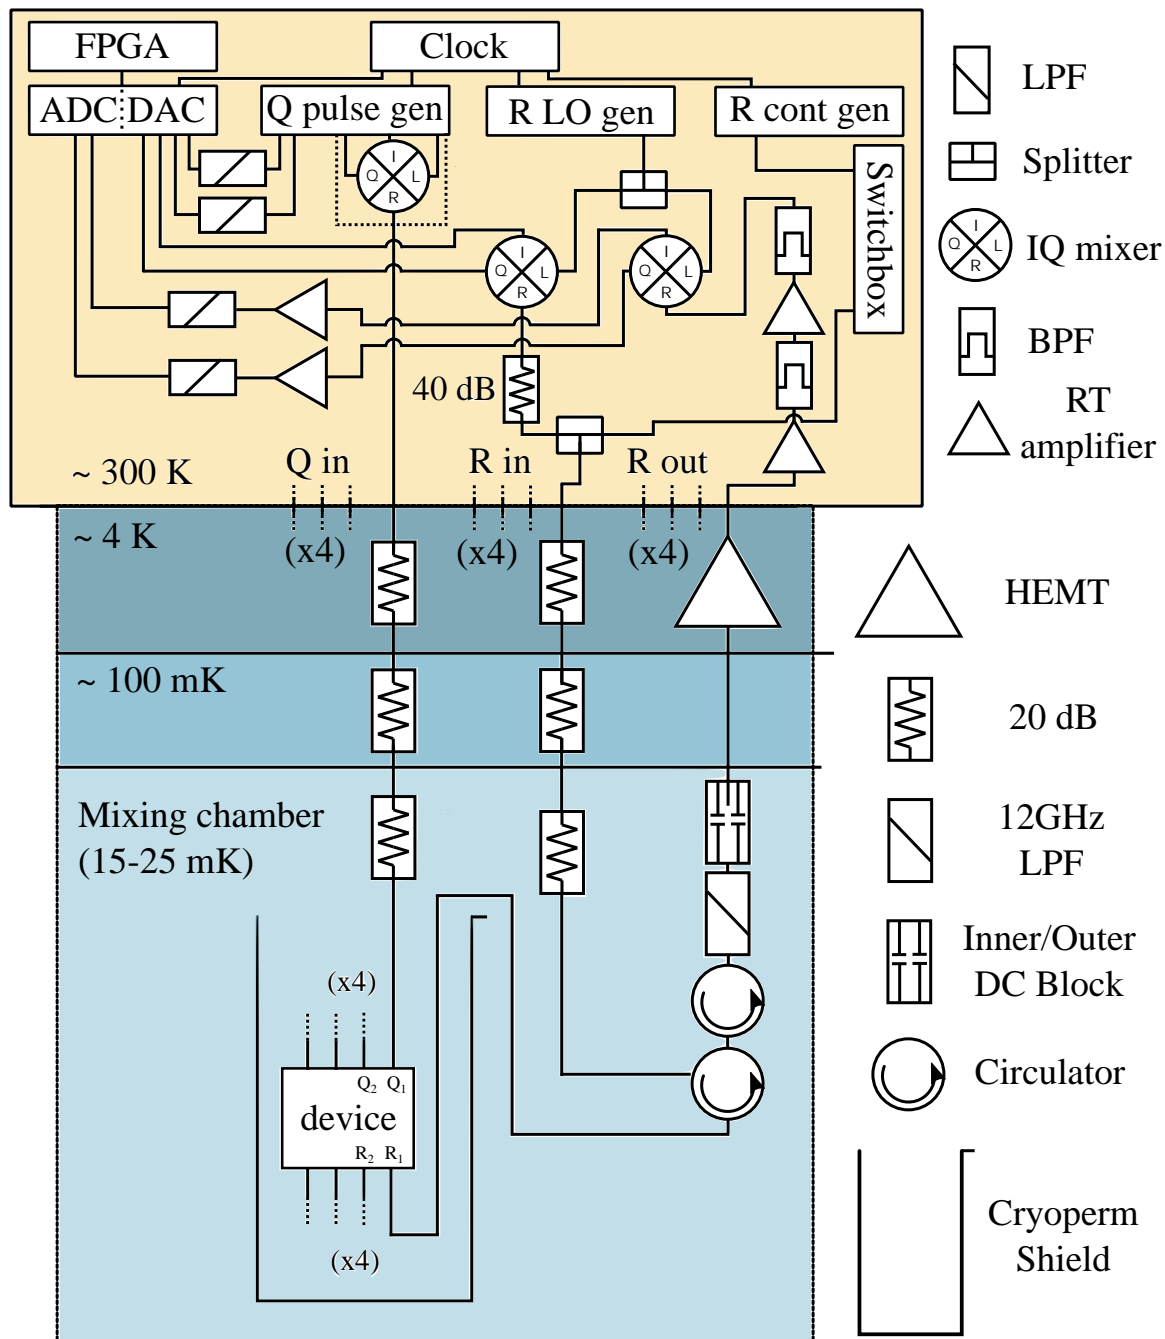 FPGA
Clock
ADC DAC
Q pulse gen
R LO gen
R cont gen
Switchbox
I
Q L
R
I
Q L
R
I
Q L
R
40 dB
~ 300 K
Q in
R in
R out
~ 4 K
(x4)
(x4)
(x4)
~ 100 mK
Mixing chamber
(15-25 mK)
(x4)
Q2 Q1
device
R2 R1
(x4)
LPF
Splitter
I
Q L
R
IQ mixer
BPF
RT
amplifier
HEMT
20 dB
12GHz
LPF
Inner/Outer
DC Block
Circulator
Cryoperm
Shield